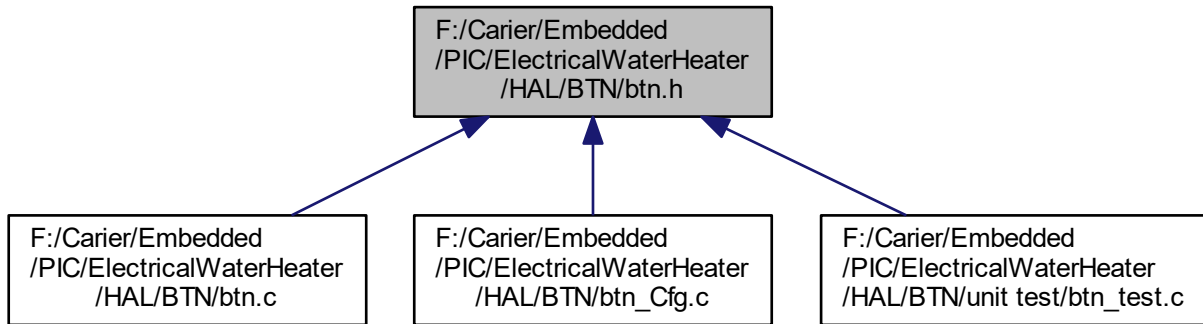 F:/Carier/Embedded
/PIC/ElectricalWaterHeater
/HAL/BTN/btn.h
F:/Carier/Embedded
/PIC/ElectricalWaterHeater
/HAL/BTN/btn.c
F:/Carier/Embedded
/PIC/ElectricalWaterHeater
/HAL/BTN/btn_Cfg.c
F:/Carier/Embedded
/PIC/ElectricalWaterHeater
/HAL/BTN/unit test/btn_test.c